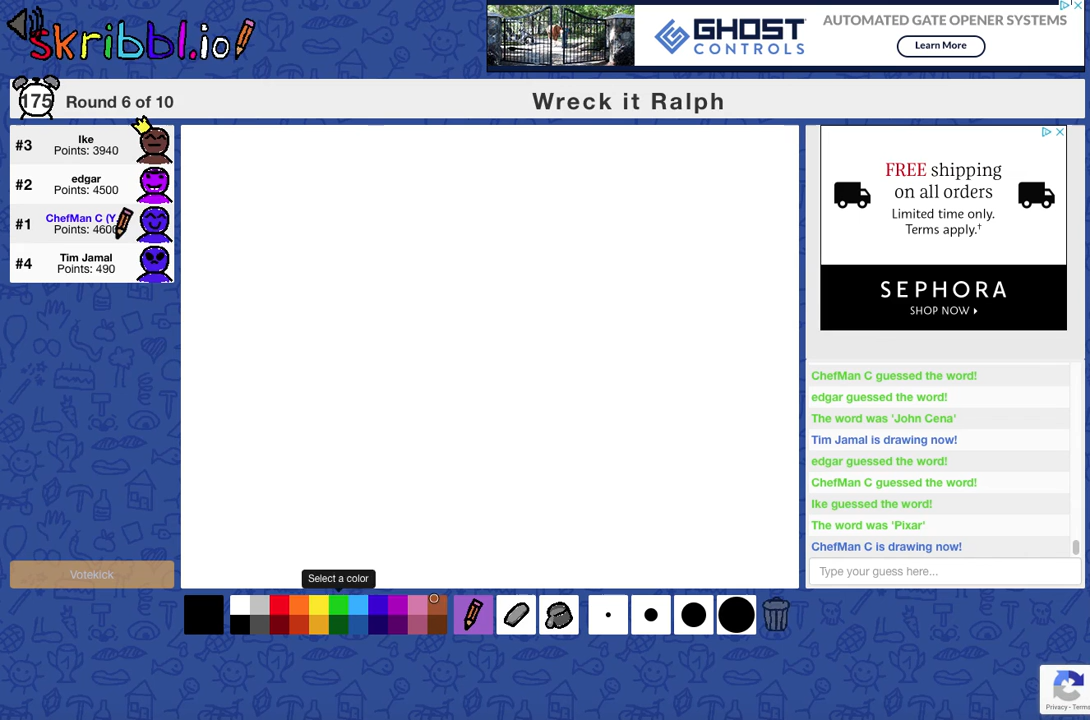 skribbl.io
GHOST
CONTROLS
AUTOMATED GATE OPENER SYSTEMS
Learn More
175
Round 6 of 10
Wreck it Ralph
#3
Ike
Points: 3940
#2
edgar
Points: 4500
#1
ChefMan C (Y
Points: 4600
#4
Tim Jamal
Points: 490
Votekick
Select a color
FREE shipping
on all orders
Limited time only.
Terms apply.†
SEPHORA
SHOP NOW
ChefMan C guessed the word!
edgar guessed the word!
The word was 'John Cena'
Tim Jamal is drawing now!
edgar guessed the word!
ChefMan C guessed the word!
Ike guessed the word!
The word was 'Pixar'
ChefMan C is drawing now!
Type your guess here...
Privacy - Terms